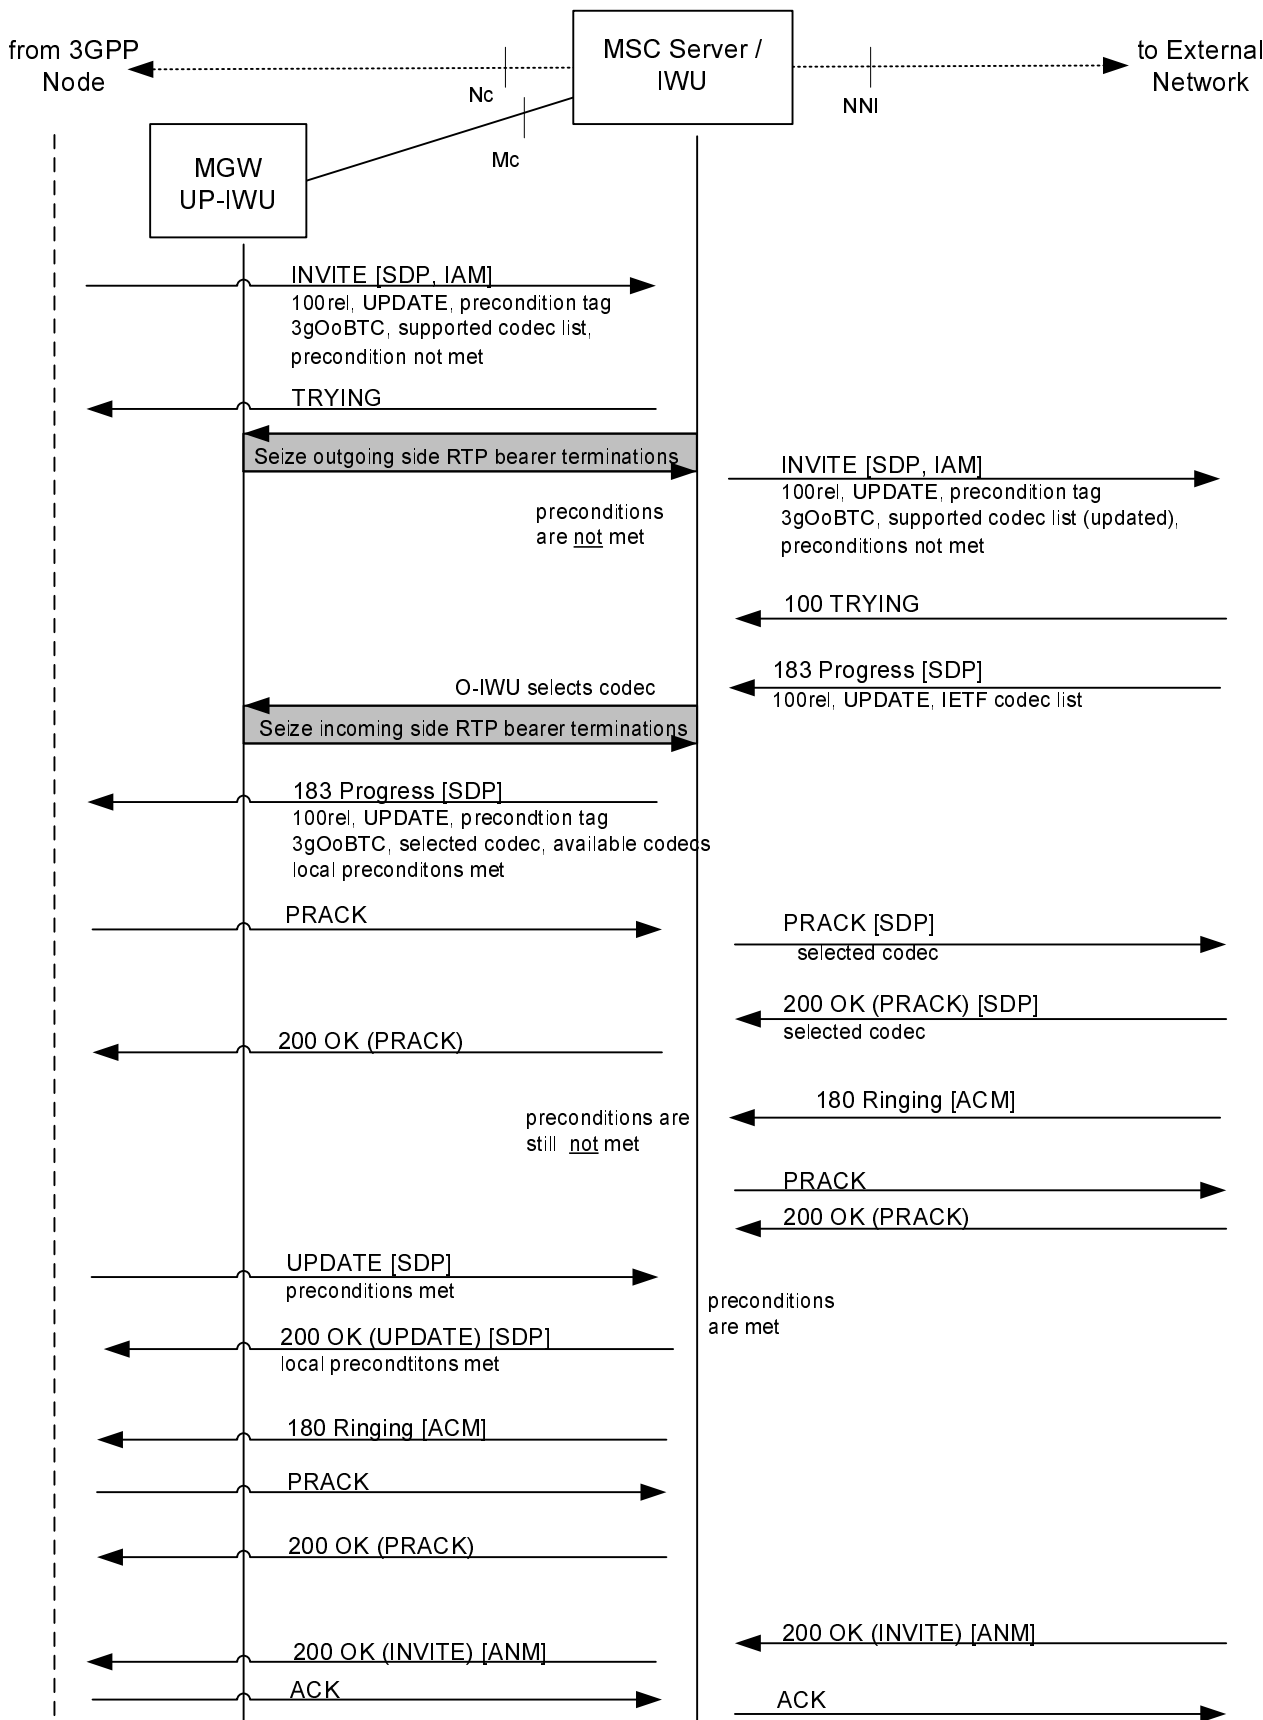 from 3GPP
Node
MSC Server /
IWU
to External
Network
Nc
NNI
Mc
MGW
UP-IWU
INVITE [SDP, IAM]
100rel, UPDATE, precondition tag
3gOoBTC, supported codec list,
precondition not met
TRYING
Seize outgoing side RTP bearer terminations
INVITE [SDP, IAM]
100rel, UPDATE, precondition tag
3gOoBTC, supported codec list (updated),
preconditions not met
preconditions
are not met
100 TRYING
183 Progress [SDP]
100rel, UPDATE, IETF codec list
O-IWU selects codec
Seize incoming side RTP bearer terminations
183 Progress [SDP]
100rel, UPDATE, precondtion tag
3gOoBTC, selected codec, available codecs
local preconditons met
PRACK
PRACK [SDP]
selected codec
200 OK (PRACK) [SDP]
selected codec
200 OK (PRACK)
180 Ringing [ACM]
preconditions are
still not met
PRACK
200 OK (PRACK)
UPDATE [SDP]
preconditions met
preconditions
are met
200 OK (UPDATE) [SDP]
local precondtitons met
180 Ringing [ACM]
PRACK
200 OK (PRACK)
200 OK (INVITE) [ANM]
200 OK (INVITE) [ANM]
ACK
ACK